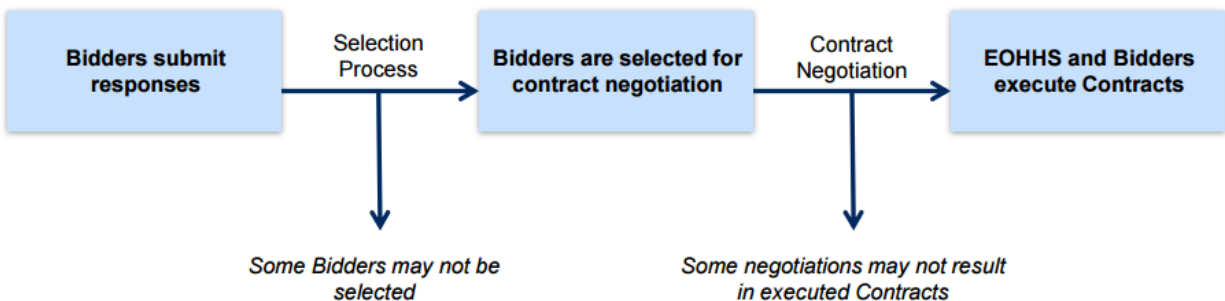 Bidders submit
responses
Selection
Process
Bidders are selected for
contract negotiation
Contract
Negotiation
EOHHS and Bidders
execute Contracts
Some Bidders may not be
selected
Some negotiations may not result
in executed Contracts